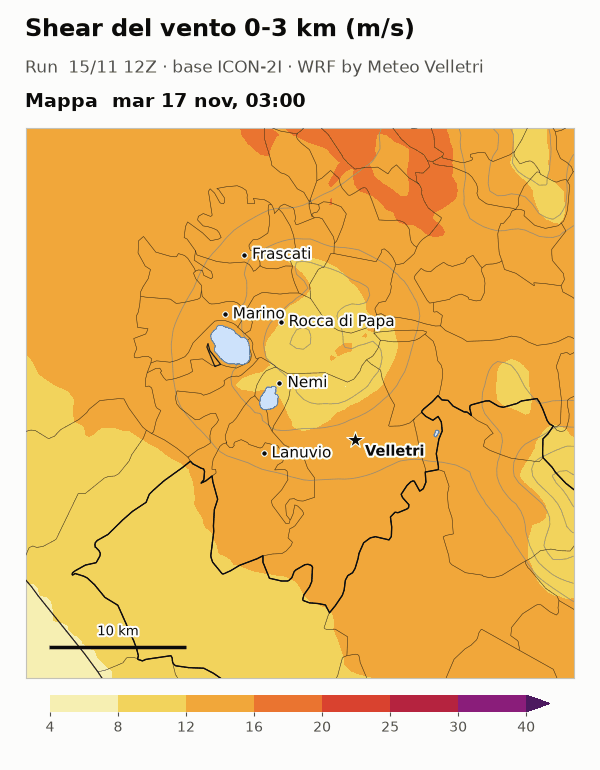 Shear del vento 0-3 km (m/s)
Run  15/11 12Z · base ICON-2I · WRF by Meteo Velletri
Mappa  mar 17 nov, 03:00
Frascati
Marino
Rocca di Papa
Nemi
Velletri
Lanuvio
10 km
4 8 12 16 20 25 30 40